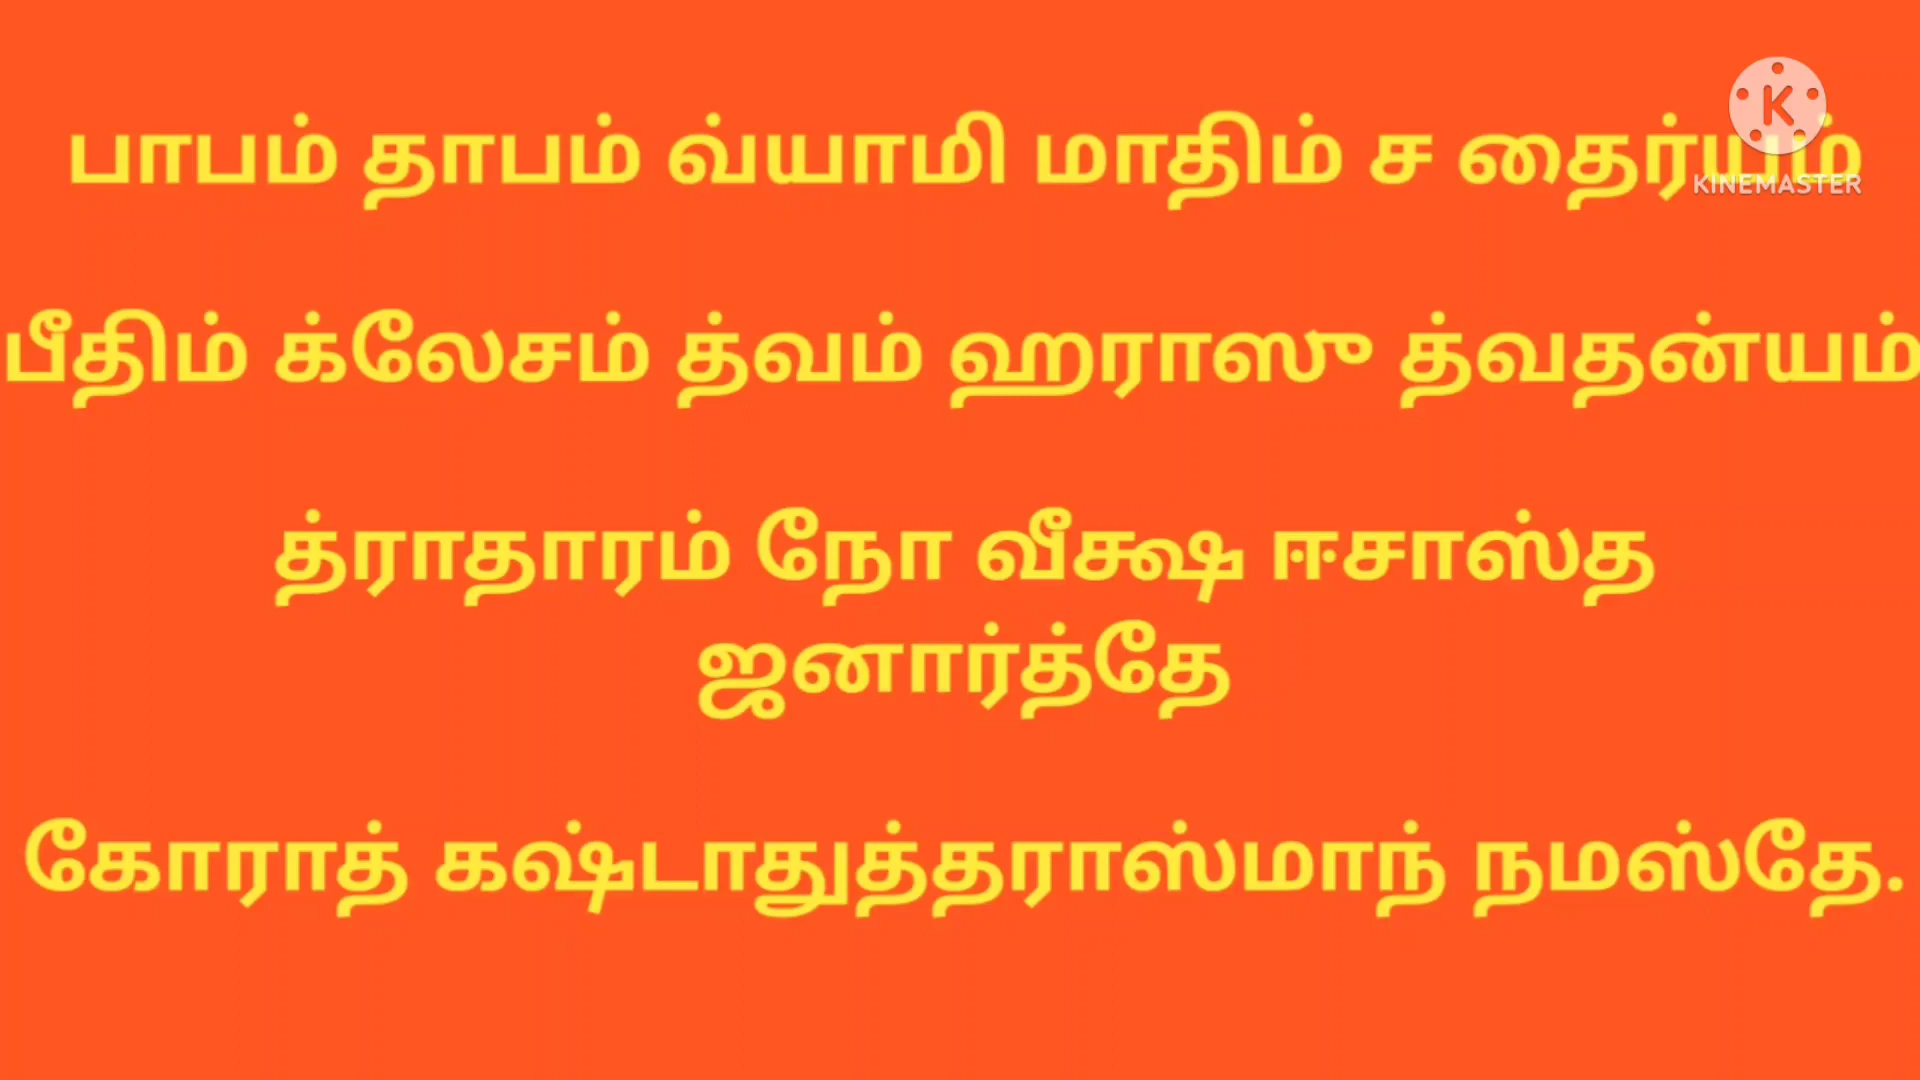 பாபம் தாபம் வ்யாமி மாதிம் ச தைர்யம்
பீதிம் க்லேசம் த்வம் ஹராஸு த்வதன்யம்
த்ராதாரம் நோ வீக்ஷ ஈசாஸ்த
ஜனார்த்தே
கோராத் கஷ்டாதுத்தராஸ்மாந் நமஸ்தே.
K
KINEMASTER